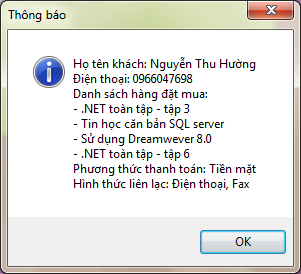 Thông báo
Họ tên khách: Nguyễn Thu Hường
Điện thoại: 0966047698
Danh sách hàng đặt mua:
- .NET toàn tập - tập 3
- Tin học căn bản SQL server
- Sử dụng Dreamwever 8.0
- .NET toàn tập - tập 6
Phương thức thanh toán: Tiền mặt
Hình thức liên lạc: Điện thoại, Fax
OK